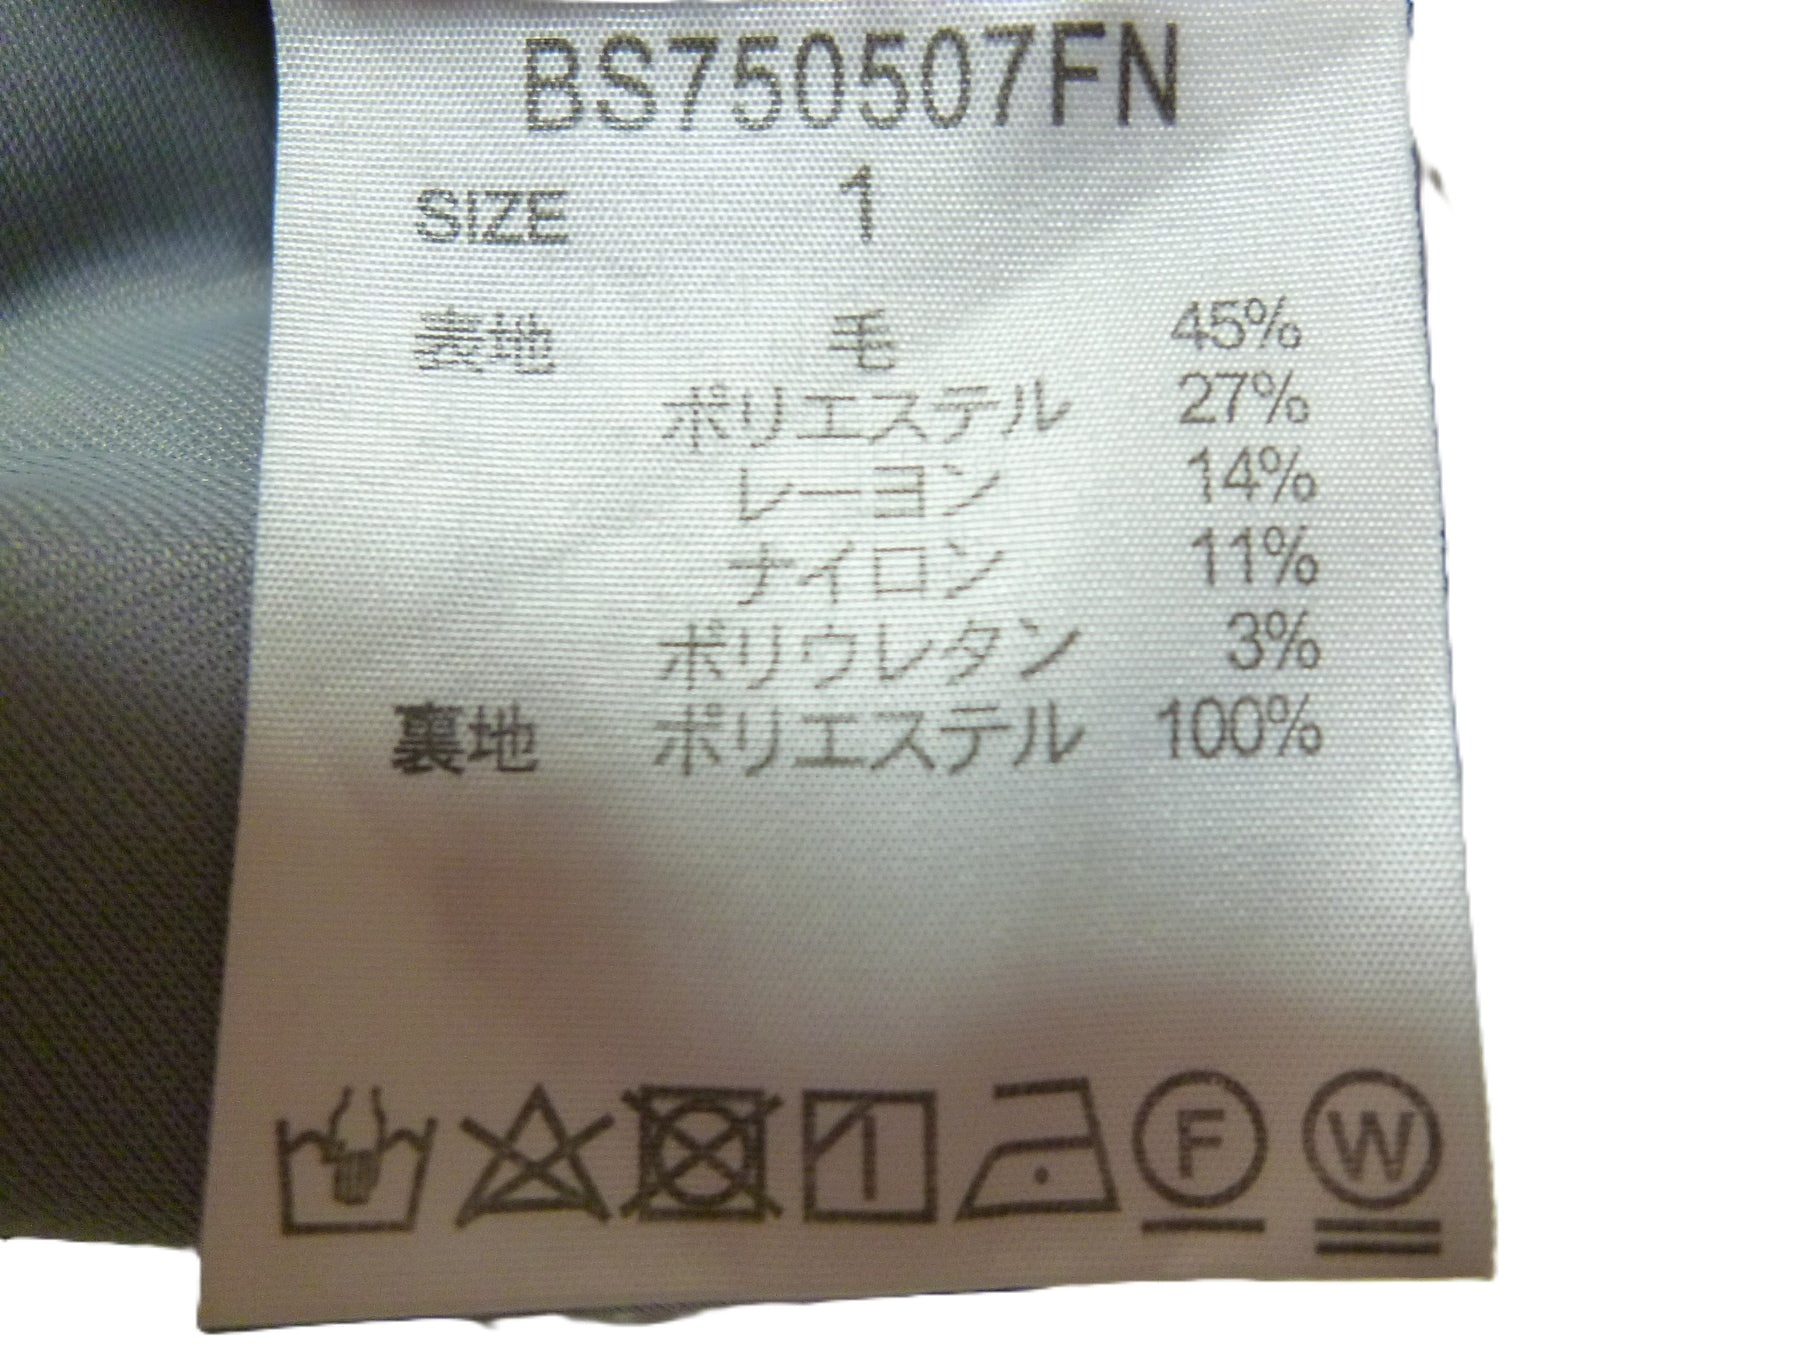 BS750507FN
SIZE 1
表地 毛 45%
ポリエステル 27%
レーヨン 14%
ナイロン 11%
ポリウレタン 3%
裏地 ポリエステル 100%
F W